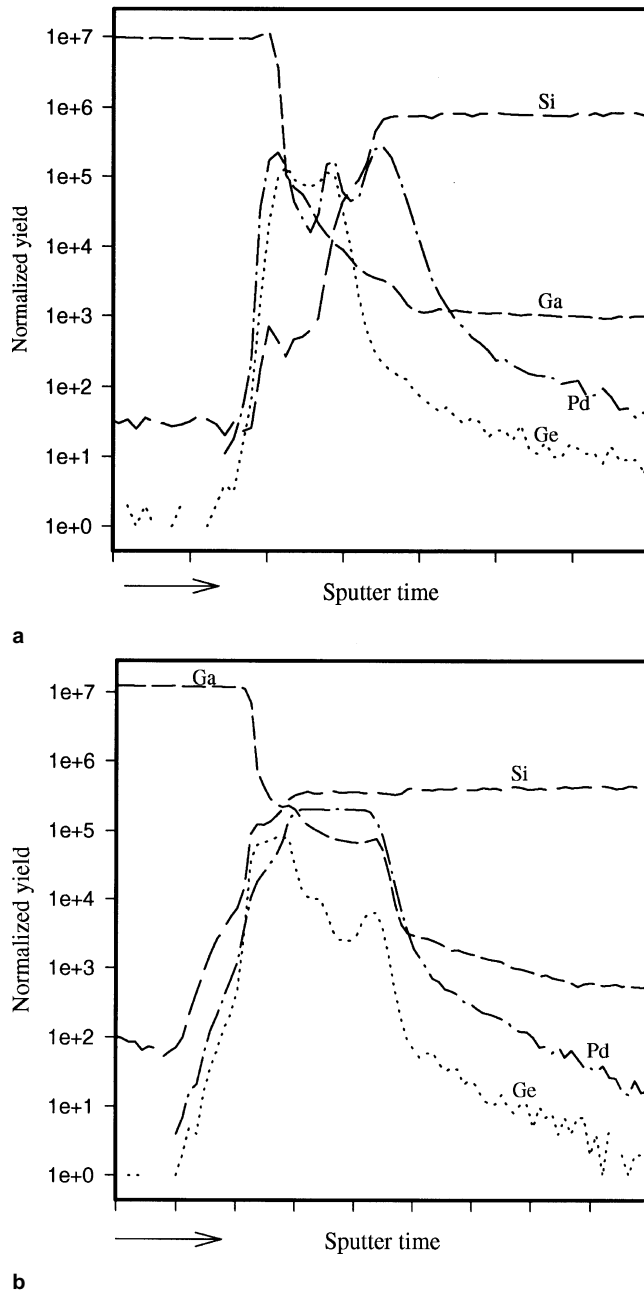 Normalized yield
1e+7
1e+6
1e+5
1e+4
1e+3
1e+2
1e+1
1e+0
Si
Ga
Pd
Ge
Sputter time
a
Normalized yield
1e+7
1e+6
1e+5
1e+4
1e+3
1e+2
1e+1
1e+0
Ga
Si
Pd
Ge
Sputter time
b